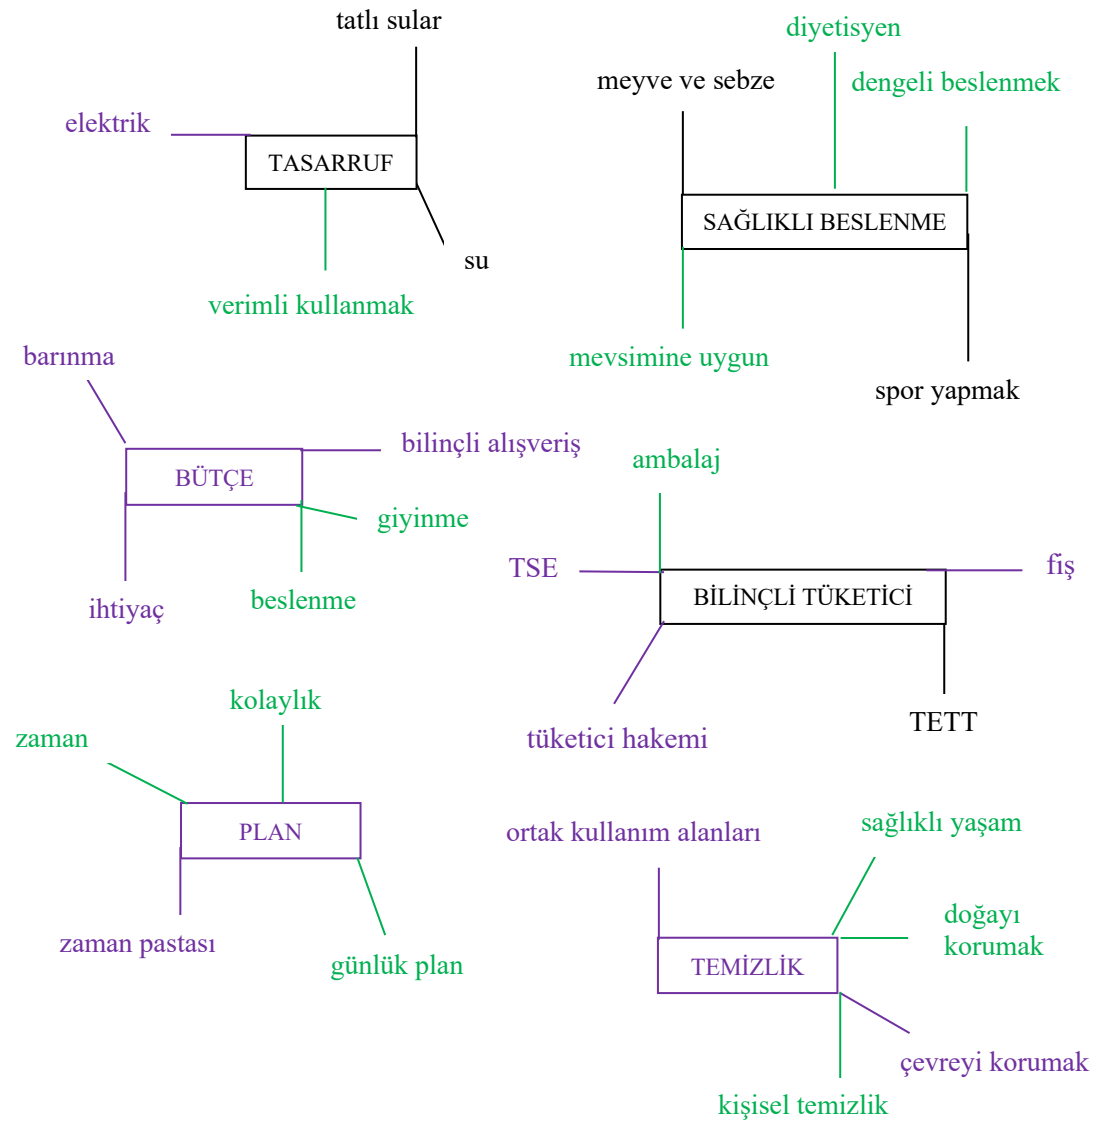 tatlı sular
elektrik
TASARRUF
su
verimli kullanmak
diyetisyen
meyve ve sebze
dengeli beslenmek
SAĞLIKLI BESLENME
mevsimine uygun
spor yapmak
barınma
bilinçli alışveriş
BÜTÇE
giyinme
beslenme
ihtiyaç
ambalaj
TSE
fiş
BİLİNÇLİ TÜKETİCİ
tüketici hakemi
TETT
kolaylık
zaman
PLAN
zaman pastası
günlük plan
ortak kullanım alanları
sağlıklı yaşam
doğayı
korumak
TEMİZLİK
çevreyi korumak
kişisel temizlik